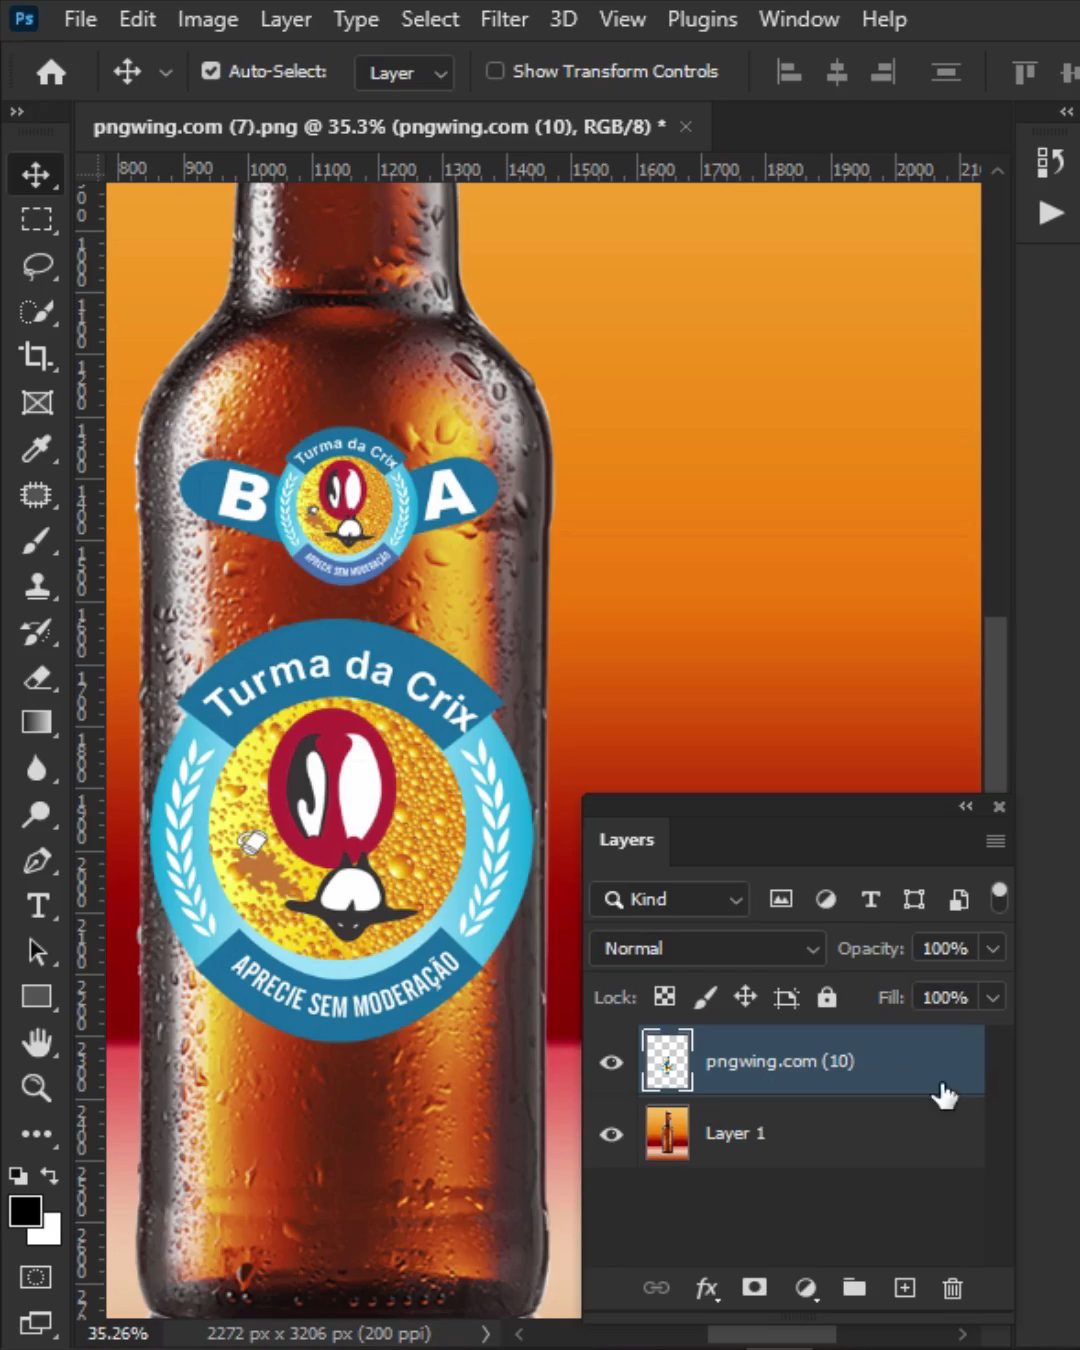 Ps File Edit Image Layer Type Select Filter 3D View Plugins Window Help
Auto-Select: Layer Show Transform Controls
pngwing.com (7).png @ 35.3% (pngwing.com (10), RGB/8) *
800 900 1000 1100 1200 1300 1400 1500 1600 1700 1800 1900 2000
Turma da Crix
B A
APRECIE SEM MODERAÇÃO
Turma da Crix
APRECIE SEM MODERAÇÃO
Layers
Kind
Normal Opacity: 100%
Lock: Fill: 100%
pngwing.com (10)
Layer 1
fx
35.26% 2272 px x 3206 px (200 ppi)